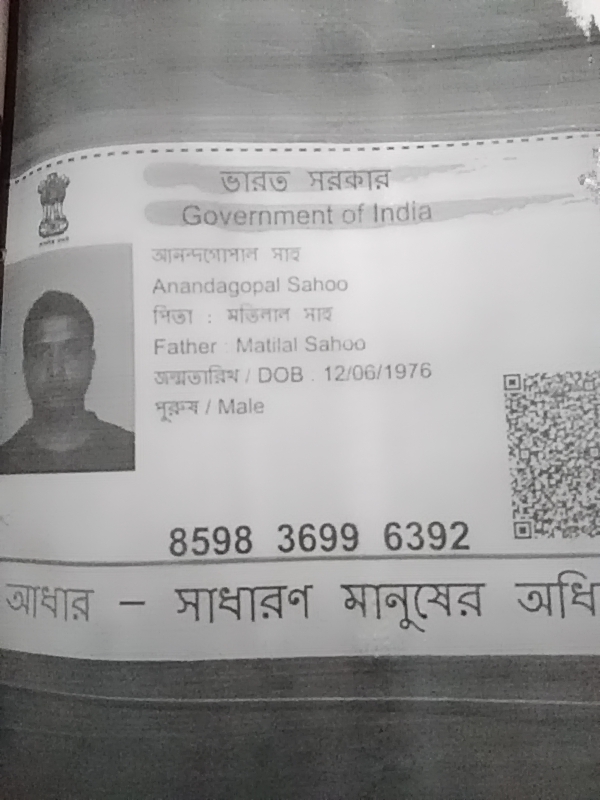 ভারত সরকার
Government of India
আনন্দগোপাল সাহু
Anandagopal Sahoo
পিতা : মতিলাল সাহু
Father : Matilal Sahoo
জন্মতারিখ / DOB : 12/06/1976
পুরুষ / Male
8598 3699 6392
আধার – সাধারণ মানুষের অধি